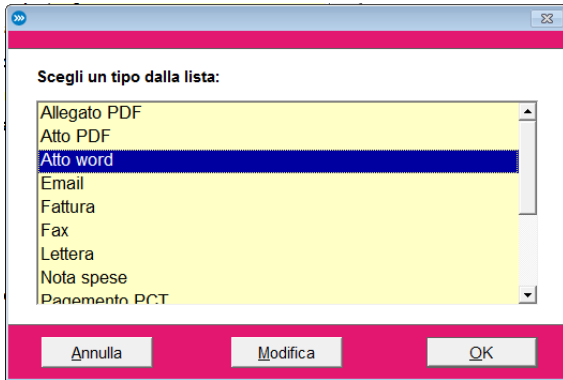 Scegli un tipo dalla lista:
Allegato PDF
Atto PDF
Atto word
Email
Fattura
Fax
Lettera
Nota spese
Pagemento PCT
Annulla
Modifica
OK